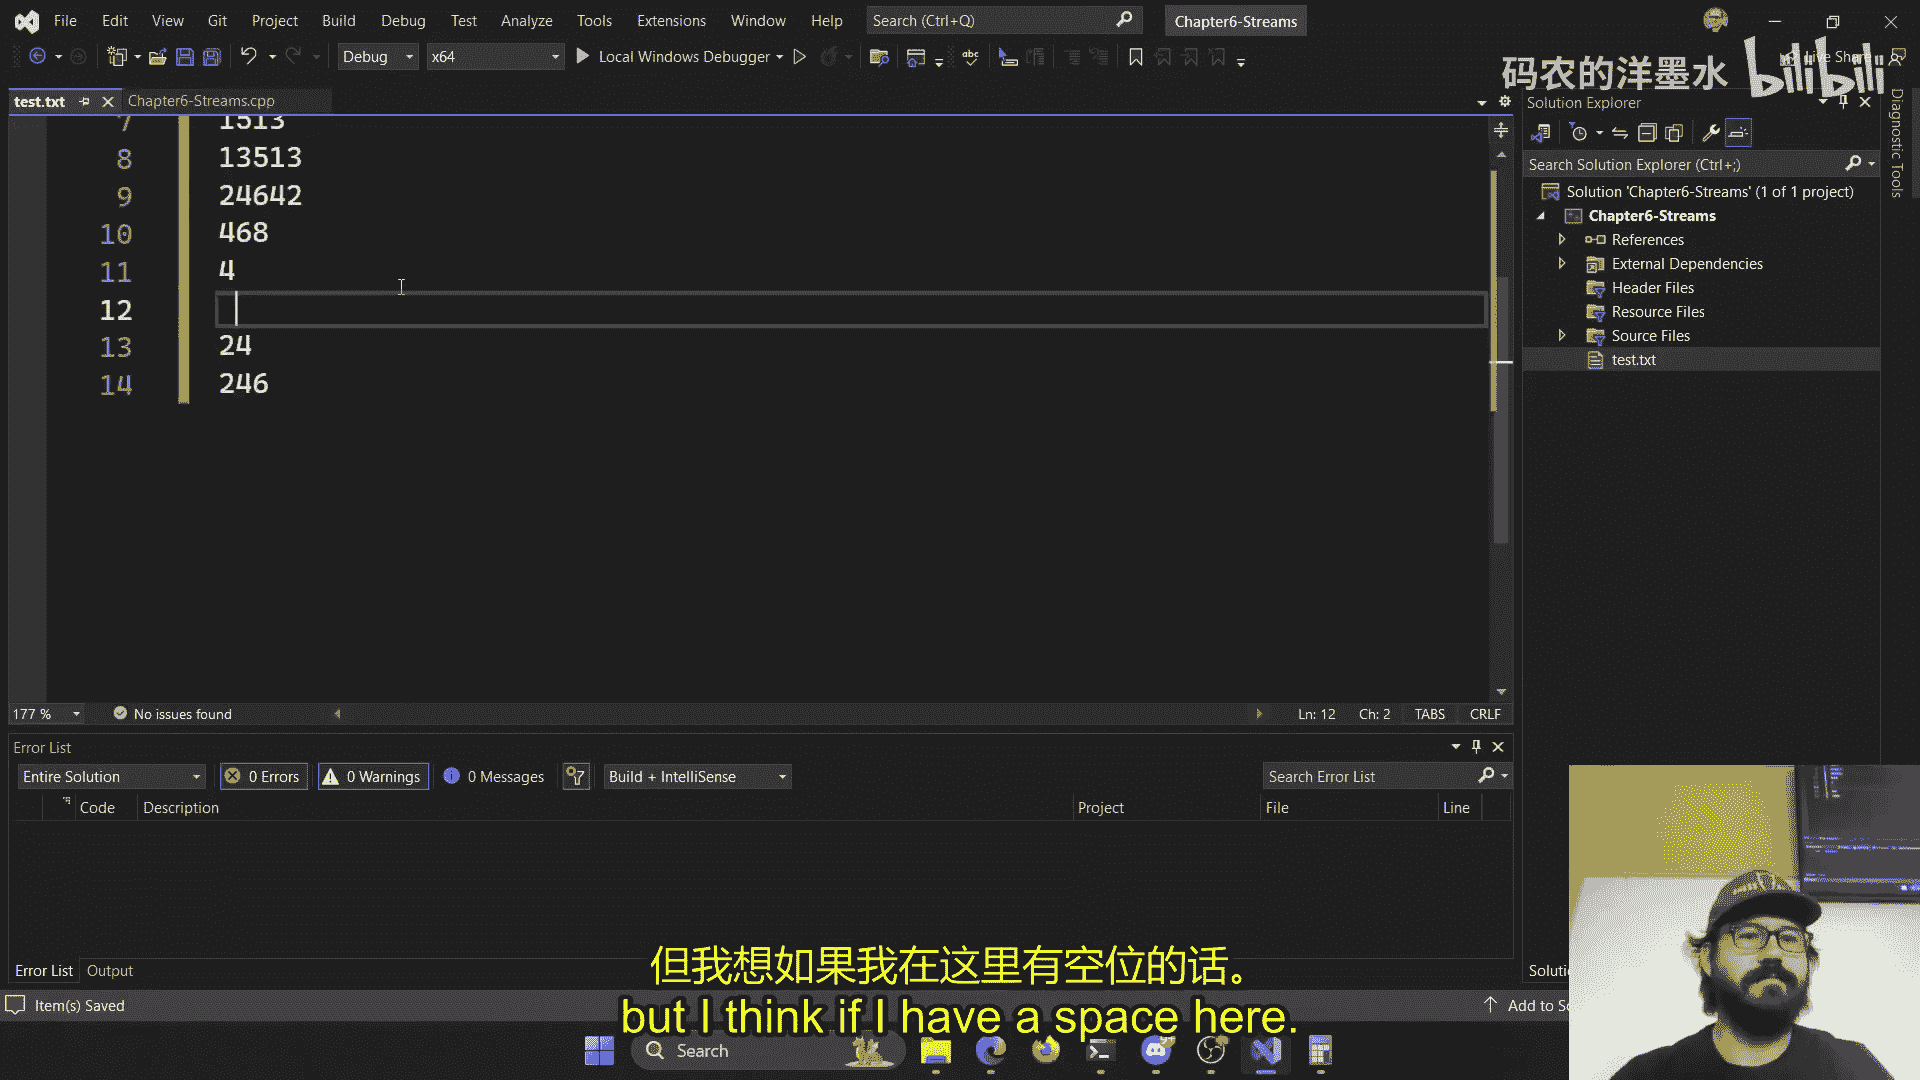 File Edit View Git Project Build Debug Test Analyze Tools Extensions Window Help Search (Ctrl+Q) Chapter6-Streams
Debug x64 Local Windows Debugger Live Share
码农的洋墨水 bilibili
test.txt Chapter6-Streams.cpp
Solution Explorer
Diagnostic Tools
Search Solution Explorer (Ctrl+;)
Solution 'Chapter6-Streams' (1 of 1 project)
Chapter6-Streams
References
External Dependencies
Header Files
Resource Files
Source Files
test.txt
7 1513
8 13513
9 24642
10 468
11 4
12
13 24
14 246
177 % No issues found Ln: 12 Ch: 2 TABS CRLF
Error List
Entire Solution 0 Errors 0 Warnings 0 Messages Build + IntelliSense Search Error List
Code Description Project File Line
Error List Output
Item(s) Saved
但我想如果我在这里有空位的话。
but I think if I have a space here.
Search